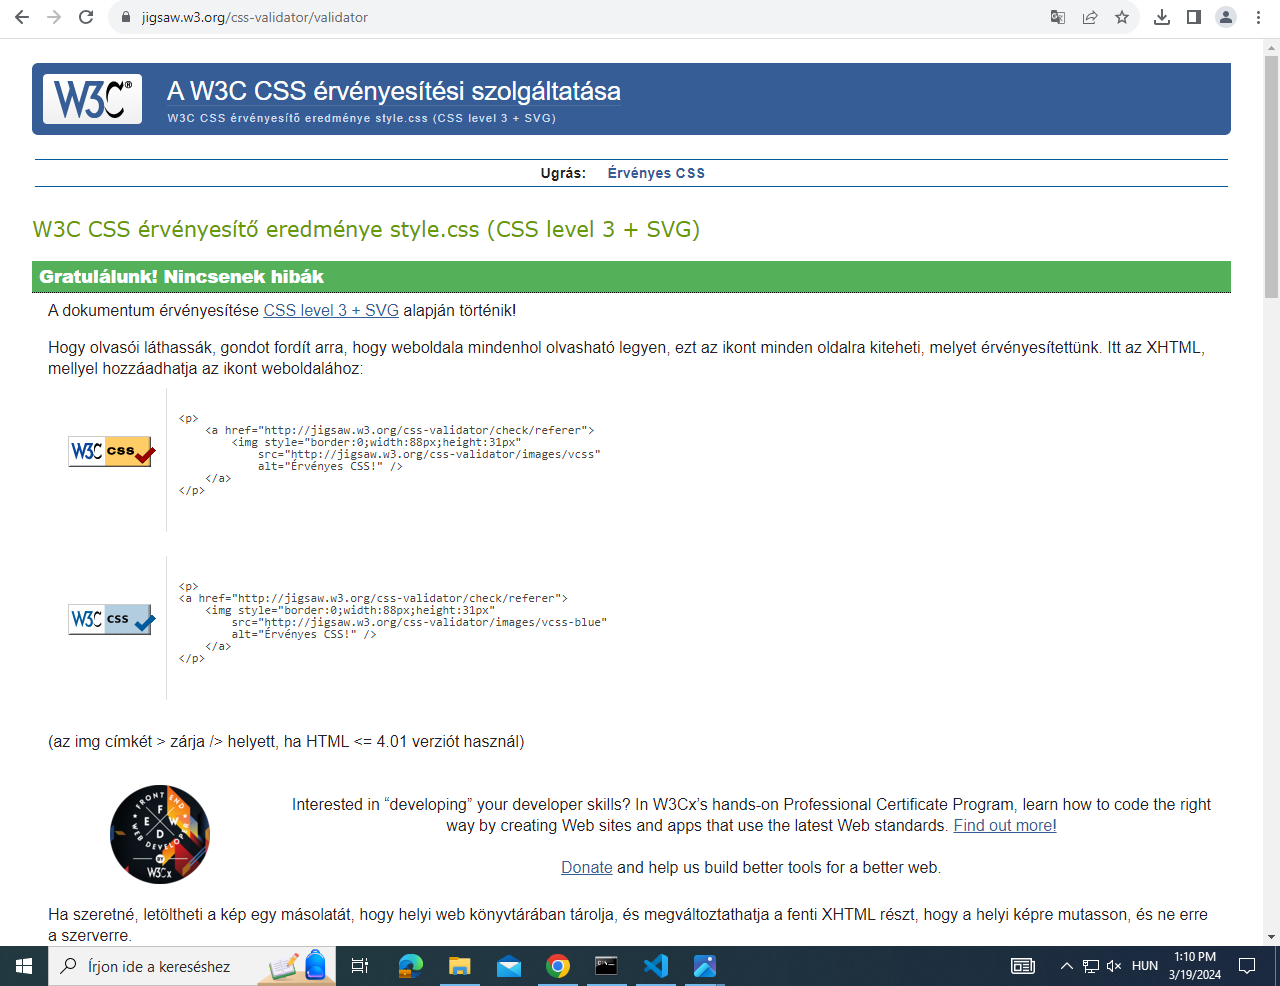 jigsaw.w3.org/css-validator/validator
W3C®
A W3C CSS érvényesítési szolgáltatása
W3C CSS érvényesítő eredménye style.css (CSS level 3 + SVG)
Ugrás: Érvényes CSS
W3C CSS érvényesítő eredménye style.css (CSS level 3 + SVG)
Gratulálunk! Nincsenek hibák
A dokumentum érvényesítése CSS level 3 + SVG alapján történik!
Hogy olvasói láthassák, gondot fordít arra, hogy weboldala mindenhol olvasható legyen, ezt az ikont minden oldalra kiteheti, melyet érvényesítettünk. Itt az XHTML,
mellyel hozzáadhatja az ikont weboldalához:
W3C css
<p>
<a href="http://jigsaw.w3.org/css-validator/check/referer">
<img style="border:0;width:88px;height:31px"
src="http://jigsaw.w3.org/css-validator/images/vcss"
alt="Érvényes CSS!" />
</a>
</p>
W3C css
<p>
<a href="http://jigsaw.w3.org/css-validator/check/referer">
<img style="border:0;width:88px;height:31px"
src="http://jigsaw.w3.org/css-validator/images/vcss-blue"
alt="Érvényes CSS!" />
</a>
</p>
(az img címkét > zárja /> helyett, ha HTML <= 4.01 verziót használ)
FRONT END WEB DEVELOPER
F E W D
BY
W3Cx
Interested in “developing” your developer skills? In W3Cx’s hands-on Professional Certificate Program, learn how to code the right
way by creating Web sites and apps that use the latest Web standards. Find out more!
Donate and help us build better tools for a better web.
Ha szeretné, letöltheti a kép egy másolatát, hogy helyi web könyvtárában tárolja, és megváltoztathatja a fenti XHTML részt, hogy a helyi képre mutasson, és ne erre
a szerverre.
Írjon ide a kereséshez
HUN
1:10 PM
3/19/2024